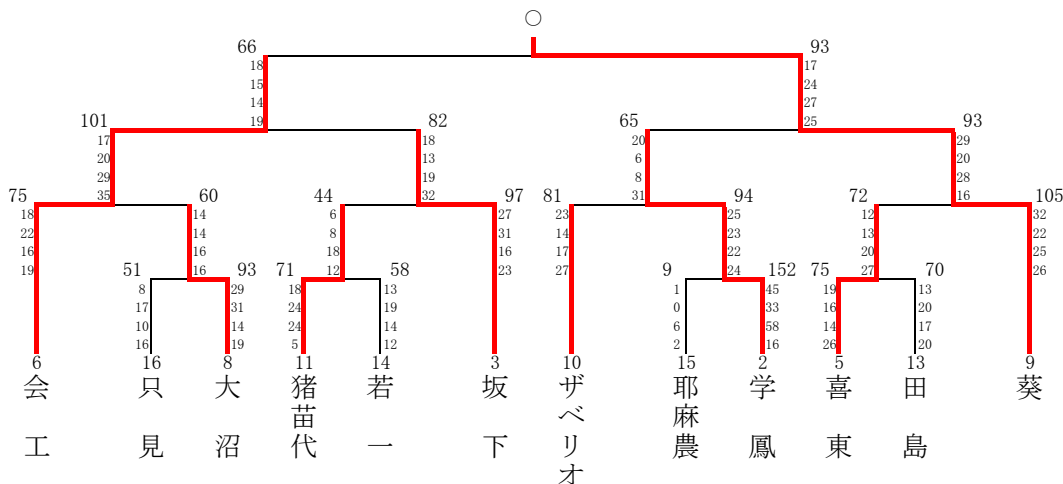 ○
66 93
18 17
15 24
14 27
19 25
101 82 65 93
17 18 20 29
20 13 6 20
29 19 8 28
35 32 31 16
75 60 44 97 81 94 72 105
18 14 6 27 23 25 12 32
22 14 8 31 14 23 13 22
16 16 18 16 17 22 20 25
19 16 12 23 27 24 27 26
51 93 71 58 9 152 75 70
8 29 18 13 1 45 19 13
17 31 24 19 0 33 16 20
10 14 24 14 6 58 14 17
16 19 5 12 2 16 26 20
6 16 8 11 14 3 10 15 2 5 13 9
会工
只見
大沼
猪苗代
若一
坂下
ザベリオ
耶麻農
学鳳
喜東
田島
葵